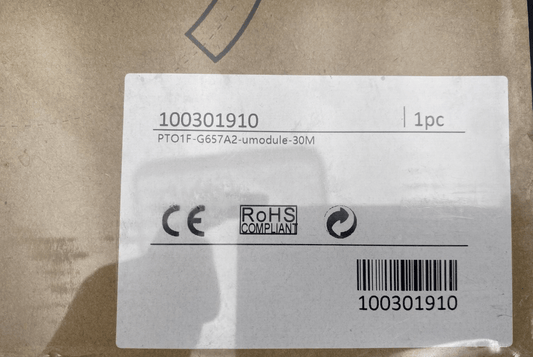 100301910 | 1pc
PTO1F-G657A2-umodule-30M
CE RoHS COMPLIANT
100301910